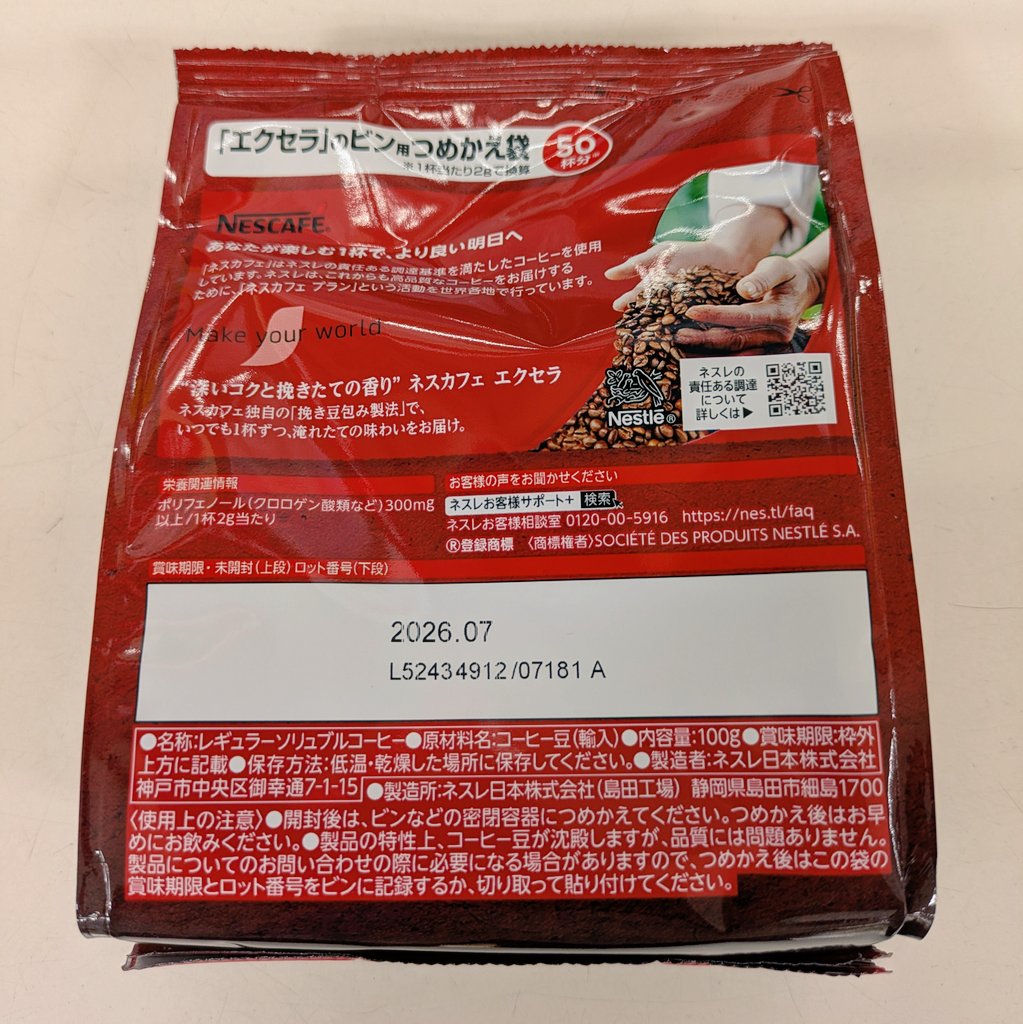 「エクセラ」のビン用つめかえ袋 50杯分※
※1杯当たり2gで換算
NESCAFÉ®
あなたが楽しむ1杯で、より良い明日へ
「ネスカフェ」はネスレの責任ある調達基準を満たしたコーヒーを使用
しています。ネスレは、これからも高品質なコーヒーをお届けする
ために、「ネスカフェ プラン」という活動を世界各地で行っています。
Make your world
"深いコクと挽きたての香り" ネスカフェ エクセラ
ネスカフェ独自の「挽き豆包み製法」で、
いつでも1杯ずつ、淹れたての味わいをお届け。
Nestlé®
ネスレの
責任ある調達
について
詳しくは▶
栄養関連情報
ポリフェノール(クロロゲン酸類など)300mg
以上/1杯2g当たり
お客様の声をお聞かせください
ネスレお客様サポート+ 検索
ネスレお客様相談室 0120-00-5916 https://nes.tl/faq
®登録商標 〈商標権者〉SOCIÉTÉ DES PRODUITS NESTLÉ S.A.
賞味期限・未開封(上段) ロット番号(下段)
2026.07
L52434912/07181 A
●名称:レギュラーソリュブルコーヒー●原材料名:コーヒー豆(輸入)●内容量:100g●賞味期限:枠外
上方に記載●保存方法:低温・乾燥した場所に保存してください。●製造者:ネスレ日本株式会社
神戸市中央区御幸通7-1-15 ●製造所:ネスレ日本株式会社(島田工場) 静岡県島田市細島1700
〈使用上の注意〉●開封後は、ビンなどの密閉容器につめかえてください。つめかえ後はお早
めにお飲みください。●製品の特性上、コーヒー豆が沈殿しますが、品質には問題ありません。
製品についてのお問い合わせの際に必要になる場合がありますので、つめかえ後はこの袋の
賞味期限とロット番号をビンに記録するか、切り取って貼り付けてください。